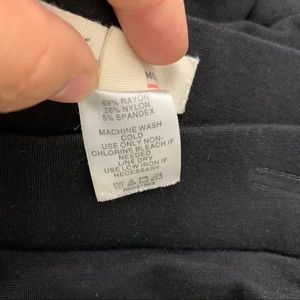 69% RAYON
26% NYLON
5% SPANDEX
MACHINE WASH
COLD
USE ONLY NON-
CHLORINE BLEACH IF
NEEDED
LINE DRY
USE LOW IRON IF
NECESSARY